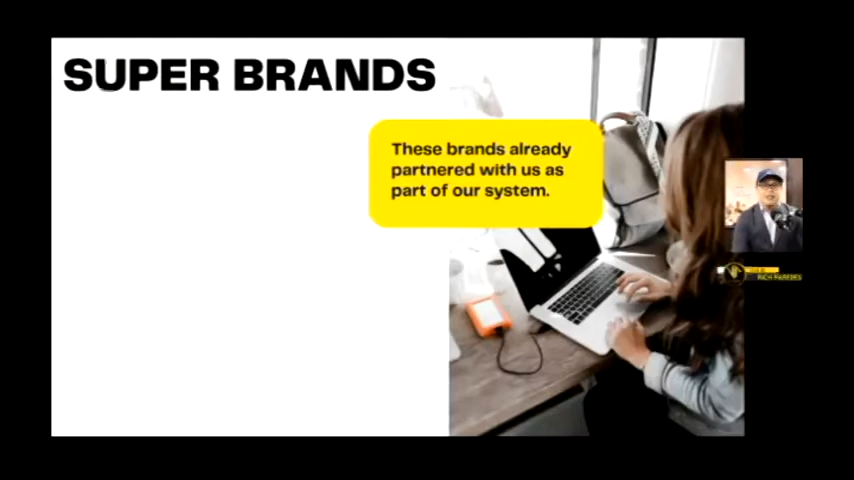 SUPER BRANDS
These brands already
partnered with us as
part of our system.